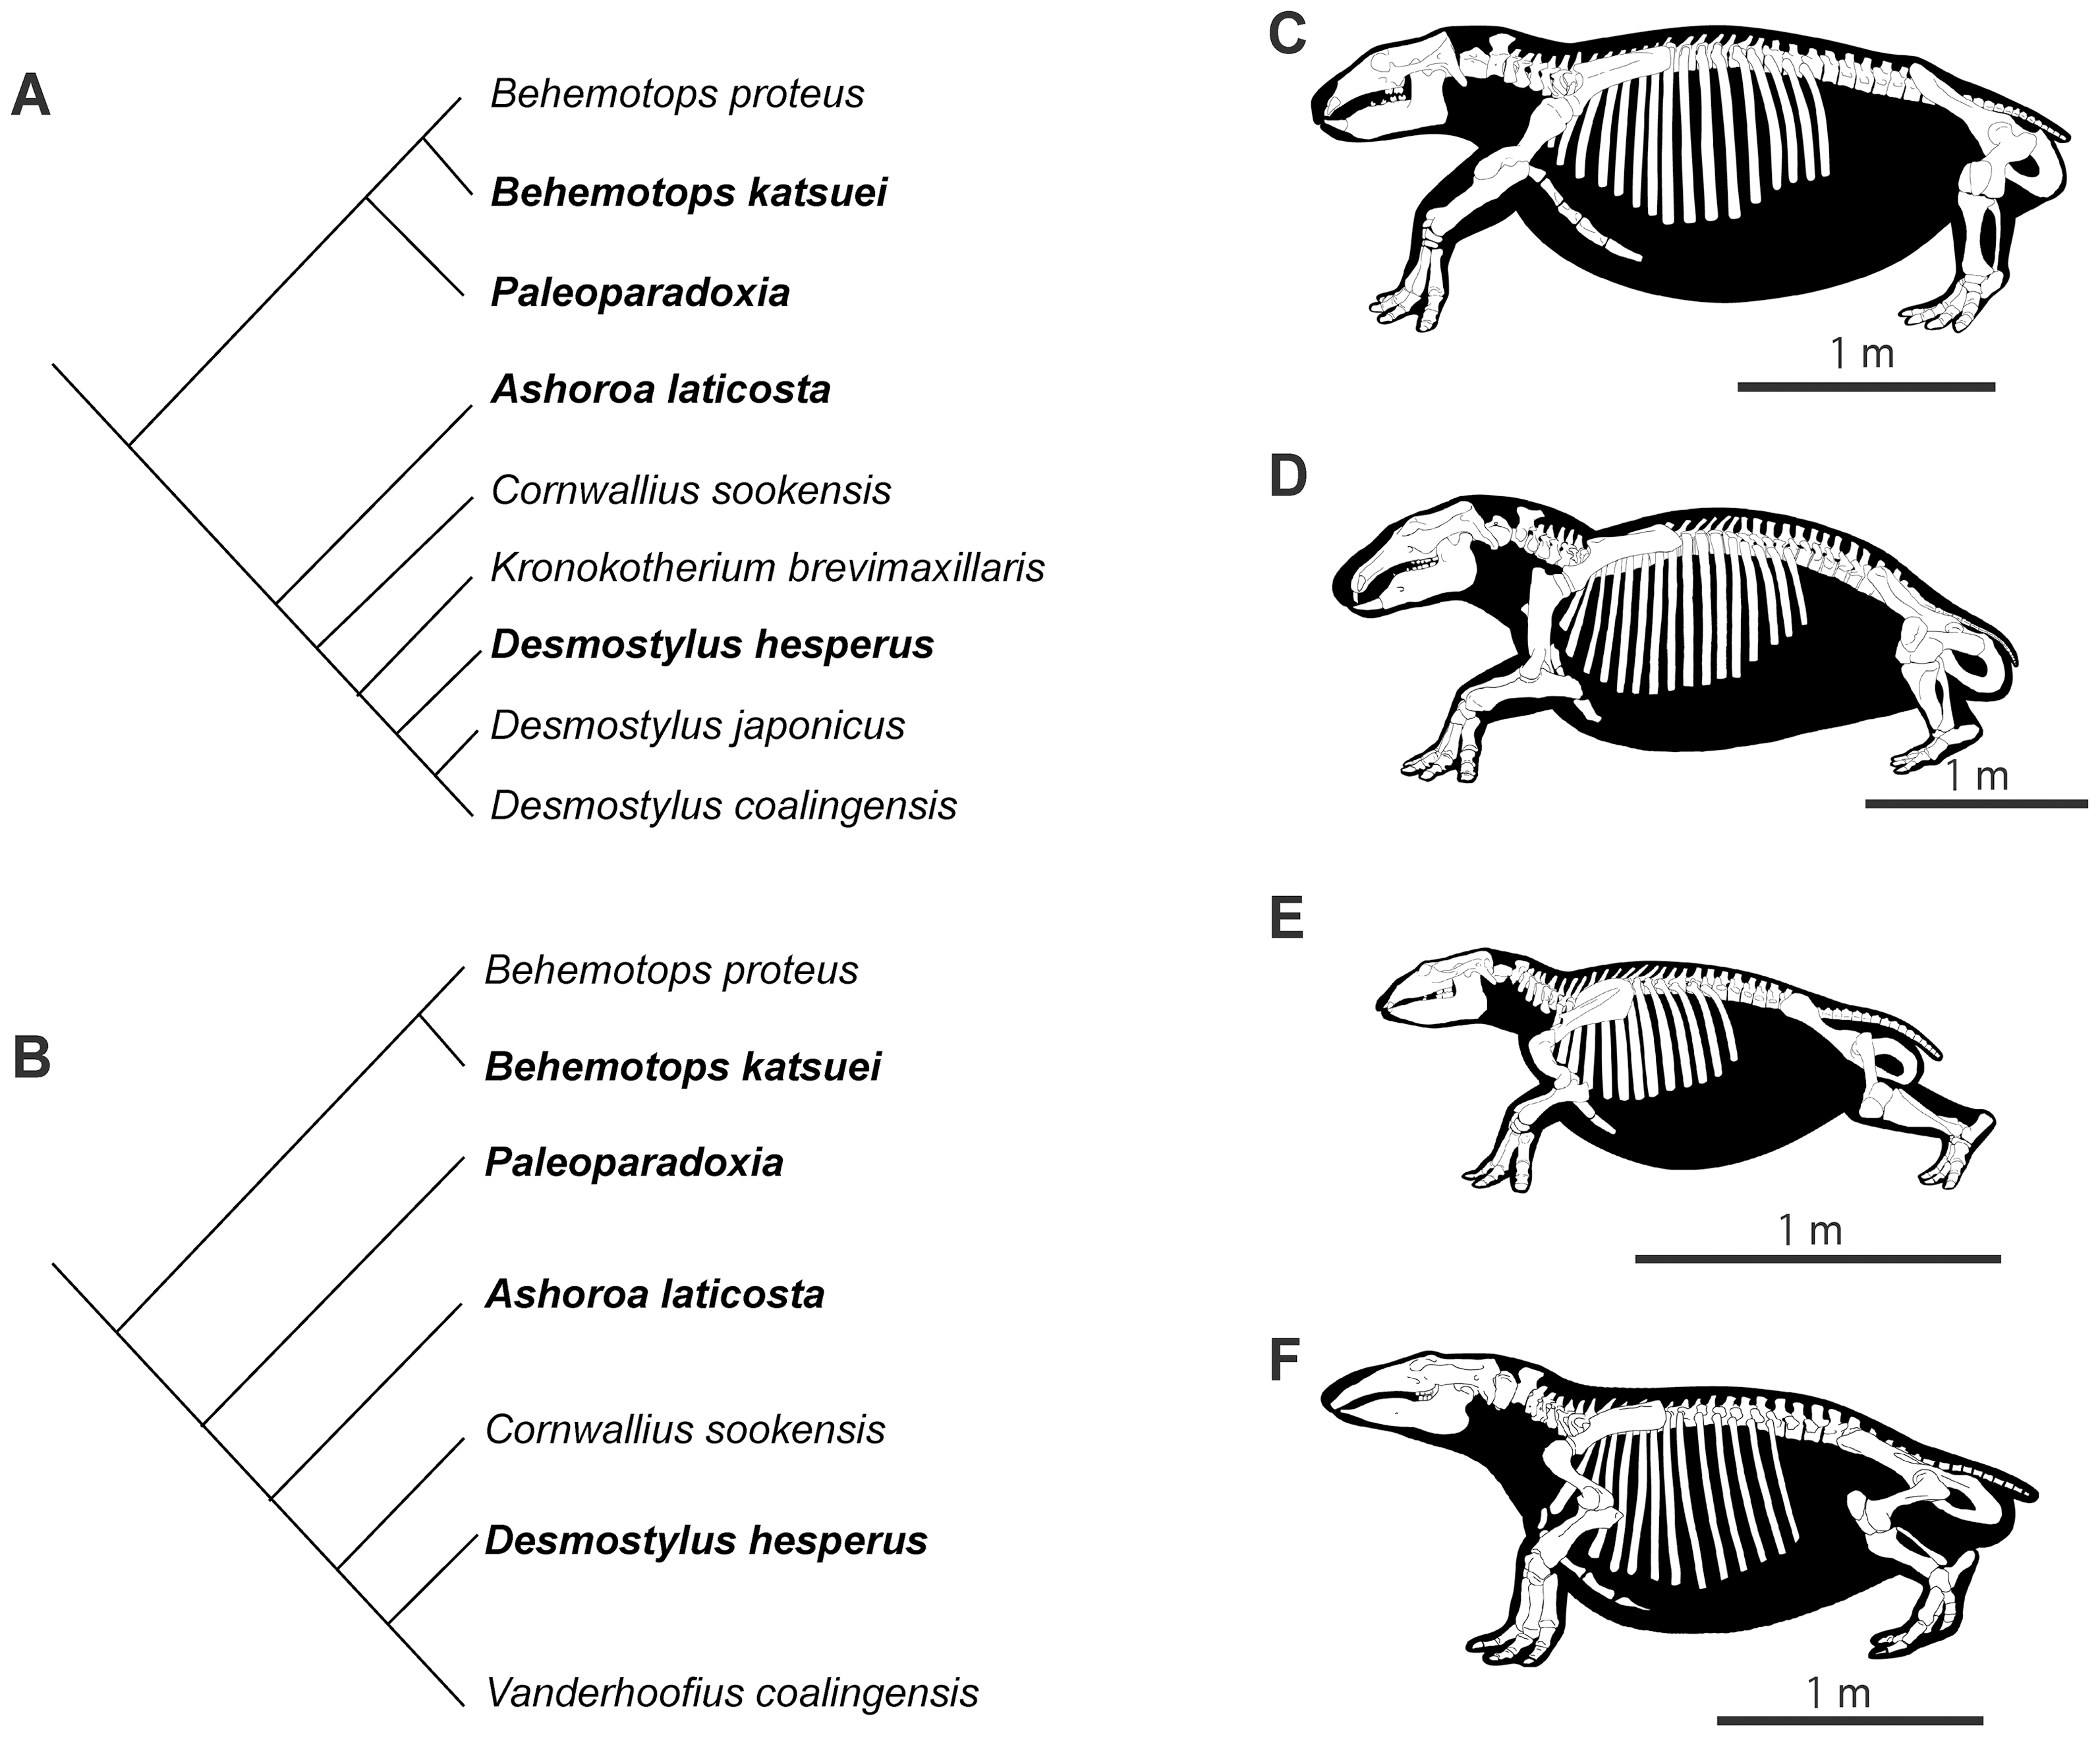 A
Behemotops proteus
Behemotops katsuei
Paleoparadoxia
Ashoroa laticosta
Cornwallius sookensis
Kronokotherium brevimaxillaris
Desmostylus hesperus
Desmostylus japonicus
Desmostylus coalingensis
B
Behemotops proteus
Behemotops katsuei
Paleoparadoxia
Ashoroa laticosta
Cornwallius sookensis
Desmostylus hesperus
Vanderhoofius coalingensis
C
1 m
D
1 m
E
1 m
F
1 m